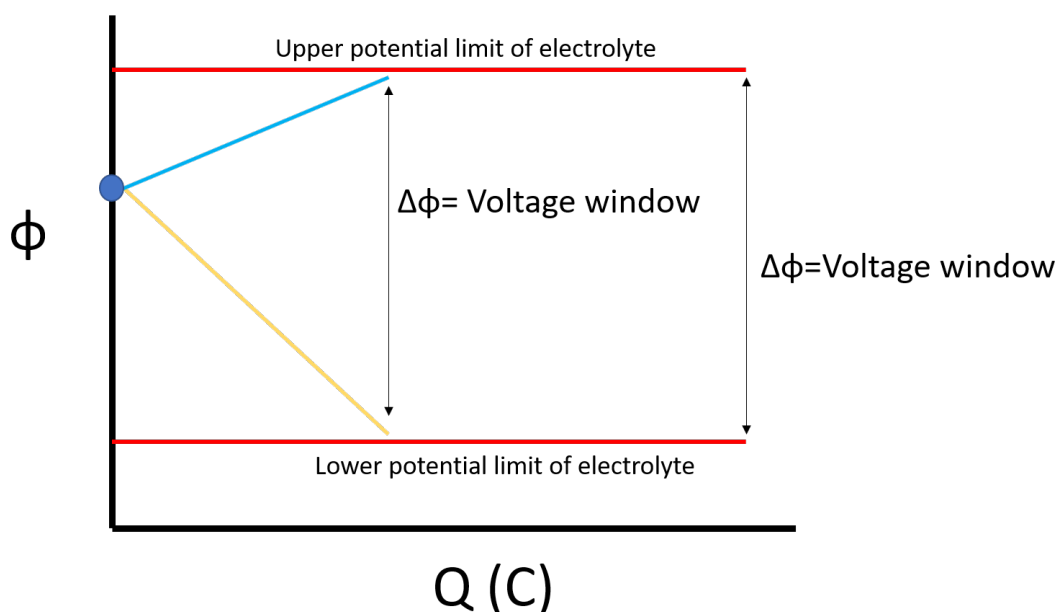 Upper potential limit of electrolyte
Δϕ= Voltage window
ϕ
Δϕ=Voltage window
Lower potential limit of electrolyte
Q (C)